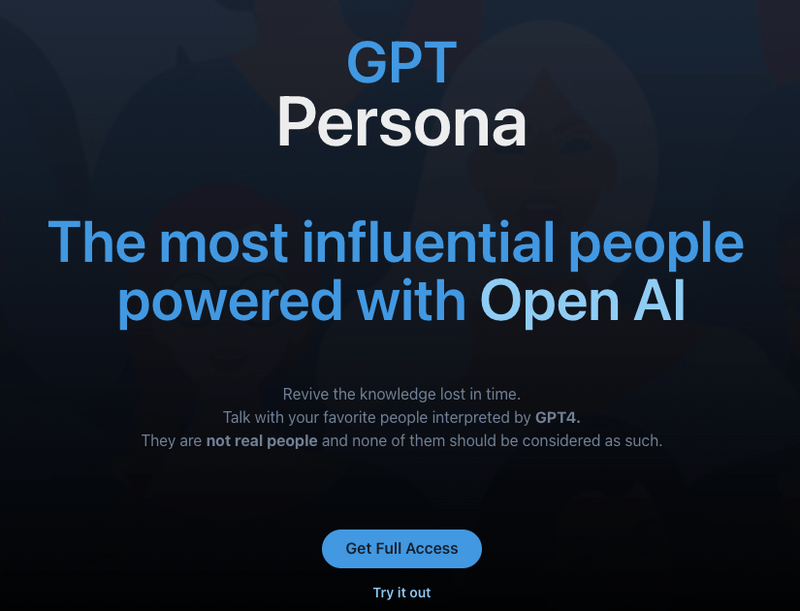 GPT
Persona
The most influential people
powered with Open AI
Revive the knowledge lost in time.
Talk with your favorite people interpreted by GPT4.
They are not real people and none of them should be considered as such.
Get Full Access
Try it out